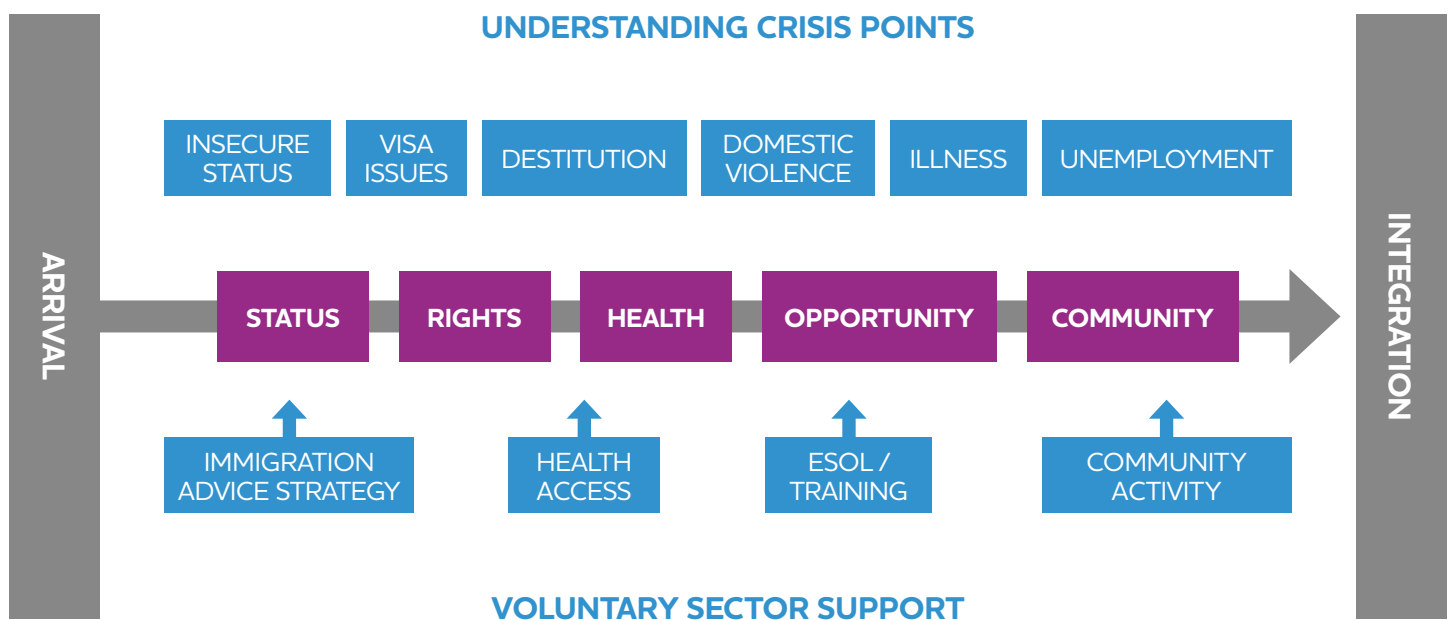 UNDERSTANDING CRISIS POINTS
INSECURE
STATUS
VISA
ISSUES
DESTITUTION
DOMESTIC
VIOLENCE
ILLNESS
UNEMPLOYMENT
ARRIVAL
STATUS
RIGHTS
HEALTH
OPPORTUNITY
COMMUNITY
INTEGRATION
IMMIGRATION
ADVICE STRATEGY
HEALTH
ACCESS
ESOL /
TRAINING
COMMUNITY
ACTIVITY
VOLUNTARY SECTOR SUPPORT